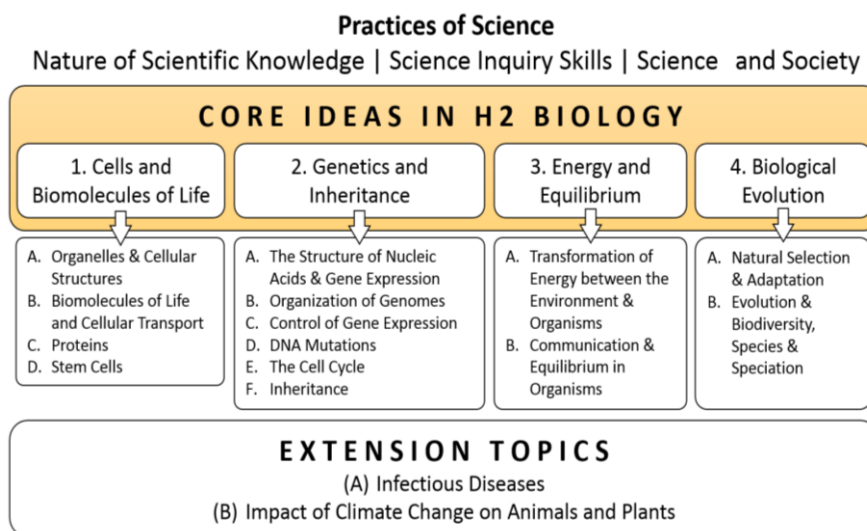 Practices of Science
Nature of Scientific Knowledge | Science Inquiry Skills | Science and Society
CORE IDEAS IN H2 BIOLOGY
1. Cells and
Biomolecules of Life
2. Genetics and
Inheritance
3. Energy and
Equilibrium
4. Biological
Evolution
A. Organelles & Cellular
Structures
B. Biomolecules of Life
and Cellular Transport
C. Proteins
D. Stem Cells
A. The Structure of Nucleic
Acids & Gene Expression
B. Organization of Genomes
C. Control of Gene Expression
D. DNA Mutations
E. The Cell Cycle
F. Inheritance
A. Transformation of
Energy between the
Environment &
Organisms
B. Communication &
Equilibrium in
Organisms
A. Natural Selection
& Adaptation
B. Evolution &
Biodiversity,
Species &
Speciation
EXTENSION TOPICS
(A) Infectious Diseases
(B) Impact of Climate Change on Animals and Plants